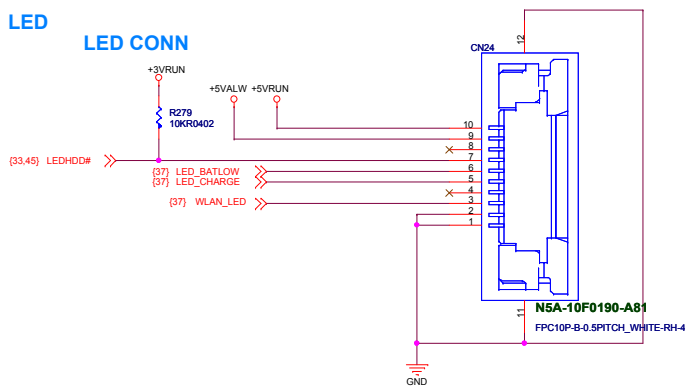 LED
LED CONN
+3VRUN
+5VALW +5VRUN
R279
10KR0402
CN24
12
10
9
8
7
6
5
4
3
2
1
11
{33,45} LEDHDD#
{37} LED_BATLOW
{37} LED_CHARGE
{37} WLAN_LED
N5A-10F0190-A81
FPC10P-B-0.5PITCH_WHITE-RH-4
GND